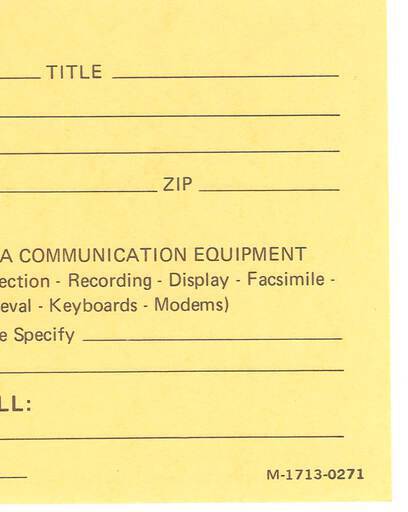 TITLE
ZIP
A COMMUNICATION EQUIPMENT
ection - Recording - Display - Facsimile -
eval - Keyboards - Modems)
e Specify
LL:
M-1713-0271